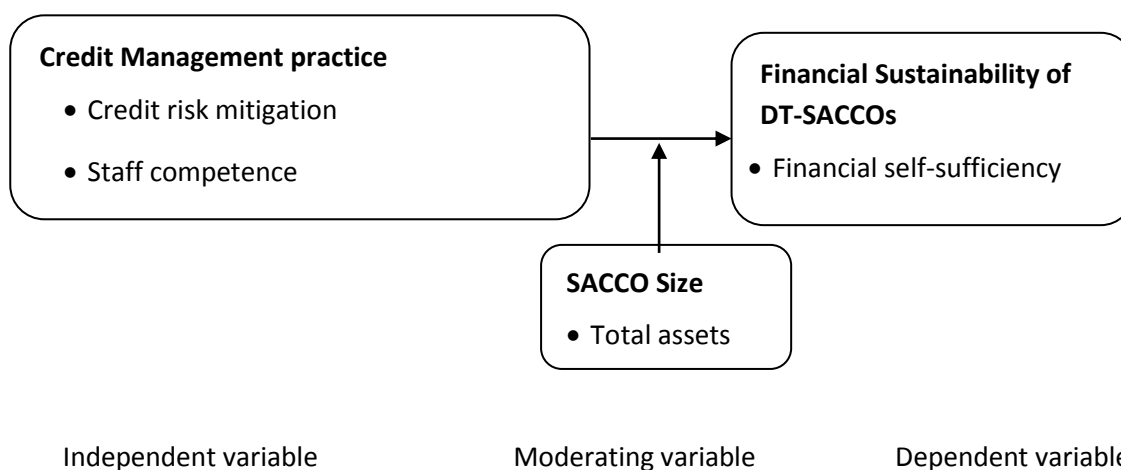 Credit Management practice
• Credit risk mitigation
• Staff competence
Financial Sustainability of
DT-SACCOs
• Financial self-sufficiency
SACCO Size
• Total assets
Independent variable
Moderating variable
Dependent variable